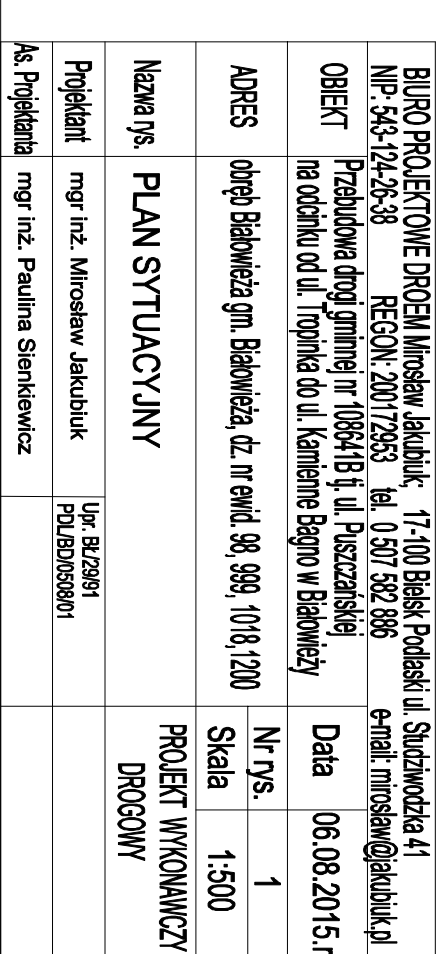 BIURO PROJEKTOWE DROEM Mirosław Jakubiuk; 17-100 Bielsk Podlaski ul. Studziwodzka 41
NIP: 543-124-26-38 REGON: 200172953 tel. 0 507 582 886 e-mail: miroslaw@jakubiuk.pl
OBIEKT
Przebudowa drogi gminnej nr 108641B tj. ul. Puszczańskiej
na odcinku od ul. Tropinka do ul. Kamienne Bagno w Białowieży
Data 06.08.2015.r
ADRES
obręb Białowieża gm. Białowieża, dz. nr ewid. 98, 999, 1018,1200
Nr rys. 1
Skala 1:500
Nazwa rys. PLAN SYTUACYJNY
PROJEKT WYKONAWCZY
DROGOWY
Projektant mgr inż. Mirosław Jakubiuk
Upr. BŁ/29/91
PDL/BD/0508/01
As. Projektanta mgr inż. Paulina Sienkiewicz